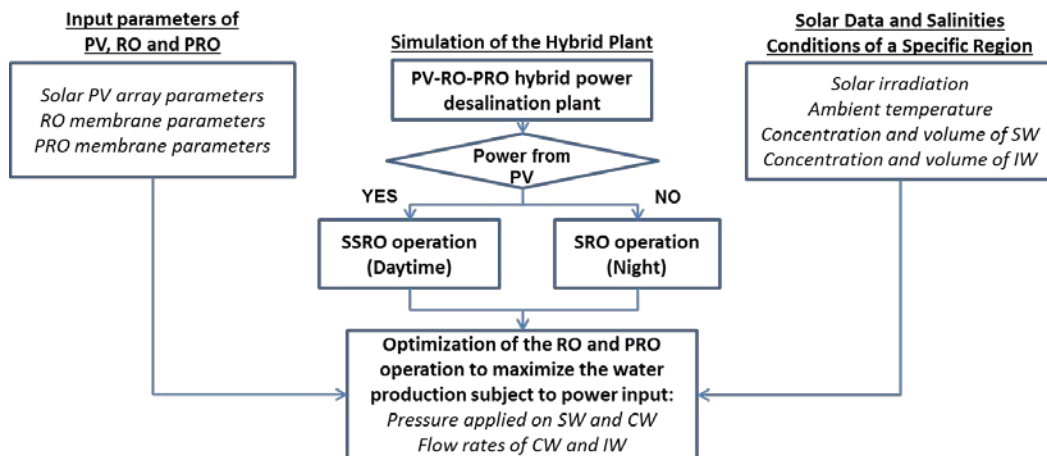 Input parameters of
PV, RO and PRO
Solar PV array parameters
RO membrane parameters
PRO membrane parameters
Simulation of the Hybrid Plant
PV-RO-PRO hybrid power
desalination plant
Power from
PV
YES
NO
SSRO operation
(Daytime)
SRO operation
(Night)
Optimization of the RO and PRO
operation to maximize the water
production subject to power input:
Pressure applied on SW and CW
Flow rates of CW and IW
Solar Data and Salinities
Conditions of a Specific Region
Solar irradiation
Ambient temperature
Concentration and volume of SW
Concentration and volume of IW